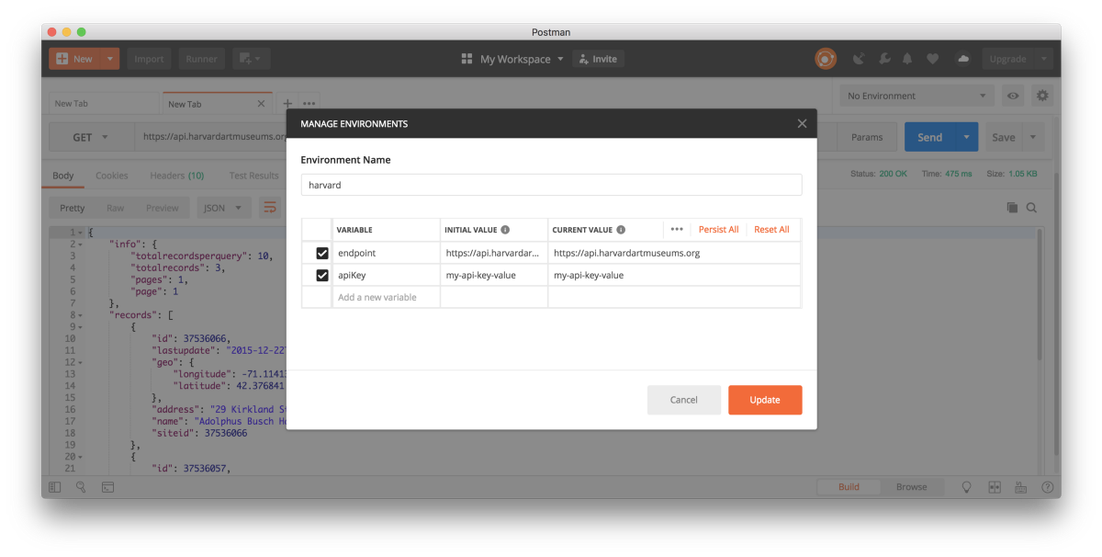 Postman
New Import Runner My Workspace Invite Upgrade
New Tab New Tab No Environment
MANAGE ENVIRONMENTS
GET https://api.harvardartmuseums.org Params Send Save
Environment Name
harvard
Body Cookies Headers (10) Test Results Status: 200 OK Time: 475 ms Size: 1.05 KB
Pretty Raw Preview JSON
VARIABLE INITIAL VALUE CURRENT VALUE Persist All Reset All
endpoint https://api.harvardar... https://api.harvardartmuseums.org
apiKey my-api-key-value my-api-key-value
Add a new variable
1 {
2 "info": {
3 "totalrecordsperquery": 10,
4 "totalrecords": 3,
5 "pages": 1,
6 "page": 1
7 },
8 "records": [
9 {
10 "id": 37536066,
11 "lastupdate": "2015-12-22
12 "geo": {
13 "longitude": -71.1141
14 "latitude": 42.376841
15 },
16 "address": "29 Kirkland S
17 "name": "Adolphus Busch H
18 "siteid": 37536066
19 },
20 {
21 "id": 37536057,
Cancel Update
Build Browse